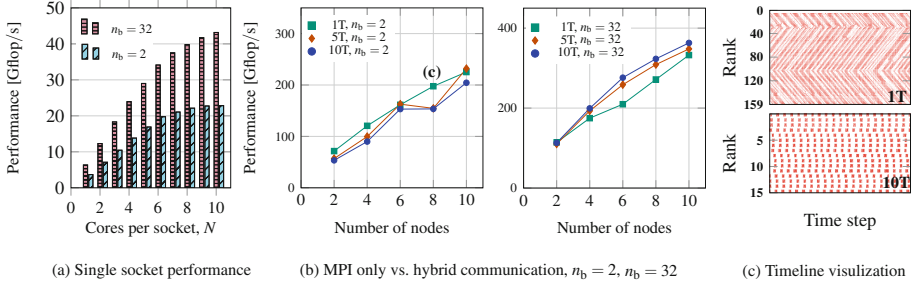 (a)
Performance [Gflop/s]
50
40
30
20
10
0
n_b = 32
n_b = 2
0
2
4
6
8
10
Cores per socket, N
(b)
Performance [Gflop/s]
350
300
200
100
0
1T, n_b = 2
5T, n_b = 2
10T, n_b = 2
(c)
0
2
4
6
8
10
Number of nodes
400
200
0
1T, n_b = 32
5T, n_b = 32
10T, n_b = 32
0
2
4
6
8
10
Number of nodes
(c)
Rank
0
40
80
120
159
1T
Rank
5
10
15
10T
Time step
(a) Single socket performance
(b) MPI only vs. hybrid communication, n_b = 2, n_b = 32
(c) Timeline visulization